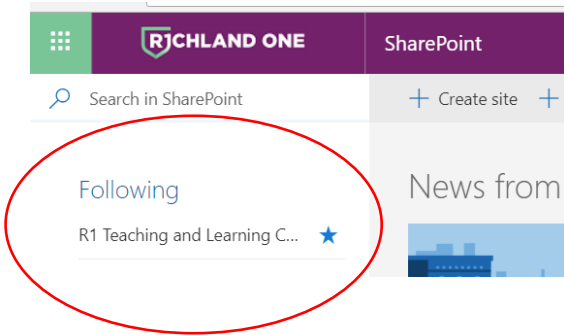 RICHLAND ONE
SharePoint
Search in SharePoint
+ Create site +
Following
R1 Teaching and Learning C...
News from